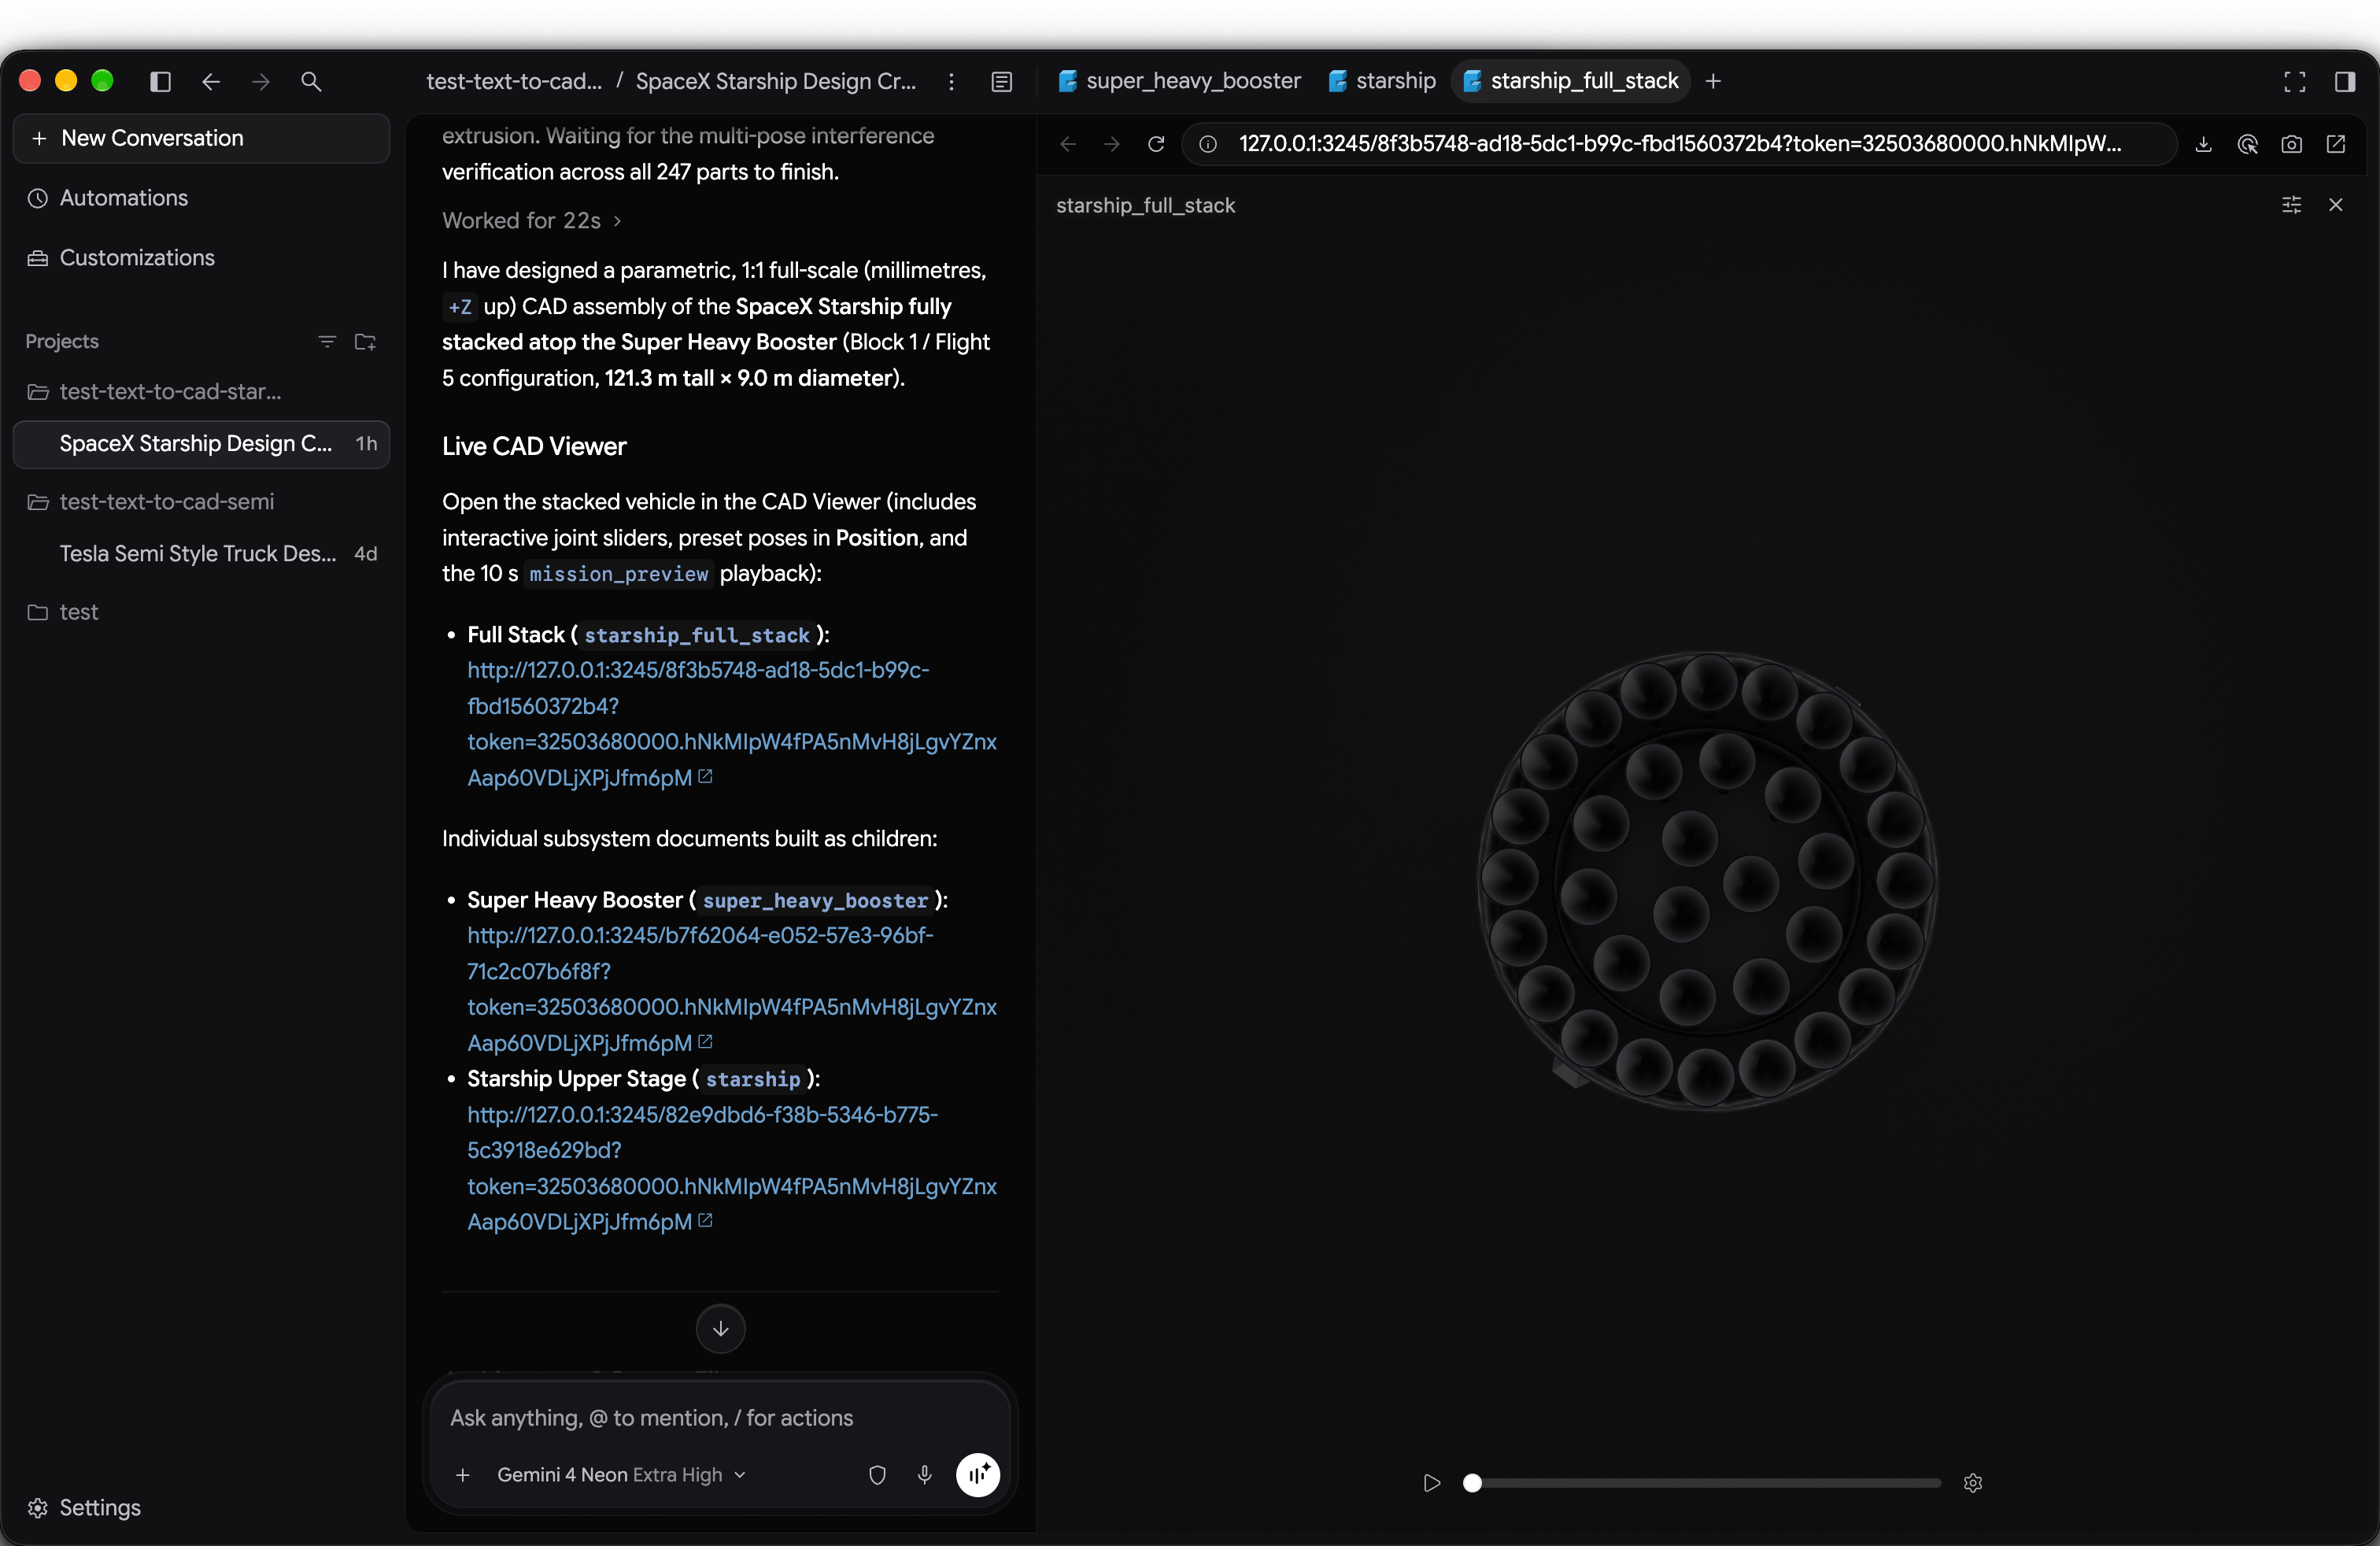 test-text-to-cad... / SpaceX Starship Design Cr...
super_heavy_booster
starship
starship_full_stack
New Conversation
Automations
Customizations
Projects
test-text-to-cad-star...
SpaceX Starship Design C... 1h
test-text-to-cad-semi
Tesla Semi Style Truck Des... 4d
test
Settings
extrusion. Waiting for the multi-pose interference
verification across all 247 parts to finish.
Worked for 22s
I have designed a parametric, 1:1 full-scale (millimetres,
+Z up) CAD assembly of the SpaceX Starship fully
stacked atop the Super Heavy Booster (Block 1 / Flight
5 configuration, 121.3 m tall × 9.0 m diameter).
Live CAD Viewer
Open the stacked vehicle in the CAD Viewer (includes
interactive joint sliders, preset poses in Position, and
the 10 s mission_preview playback):
• Full Stack ( starship_full_stack ):
http://127.0.0.1:3245/8f3b5748-ad18-5dc1-b99c-
fbd1560372b4?
token=32503680000.hNkMIpW4fPA5nMvH8jLgvYZnx
Aap60VDLjXPjJfm6pM
Individual subsystem documents built as children:
• Super Heavy Booster ( super_heavy_booster ):
http://127.0.0.1:3245/b7f62064-e052-57e3-96bf-
71c2c07b6f8f?
token=32503680000.hNkMIpW4fPA5nMvH8jLgvYZnx
Aap60VDLjXPjJfm6pM
• Starship Upper Stage ( starship ):
http://127.0.0.1:3245/82e9dbd6-f38b-5346-b775-
5c3918e629bd?
token=32503680000.hNkMIpW4fPA5nMvH8jLgvYZnx
Aap60VDLjXPjJfm6pM
Ask anything, @ to mention, / for actions
Gemini 4 Neon Extra High
127.0.0.1:3245/8f3b5748-ad18-5dc1-b99c-fbd1560372b4?token=32503680000.hNkMIpW...
starship_full_stack